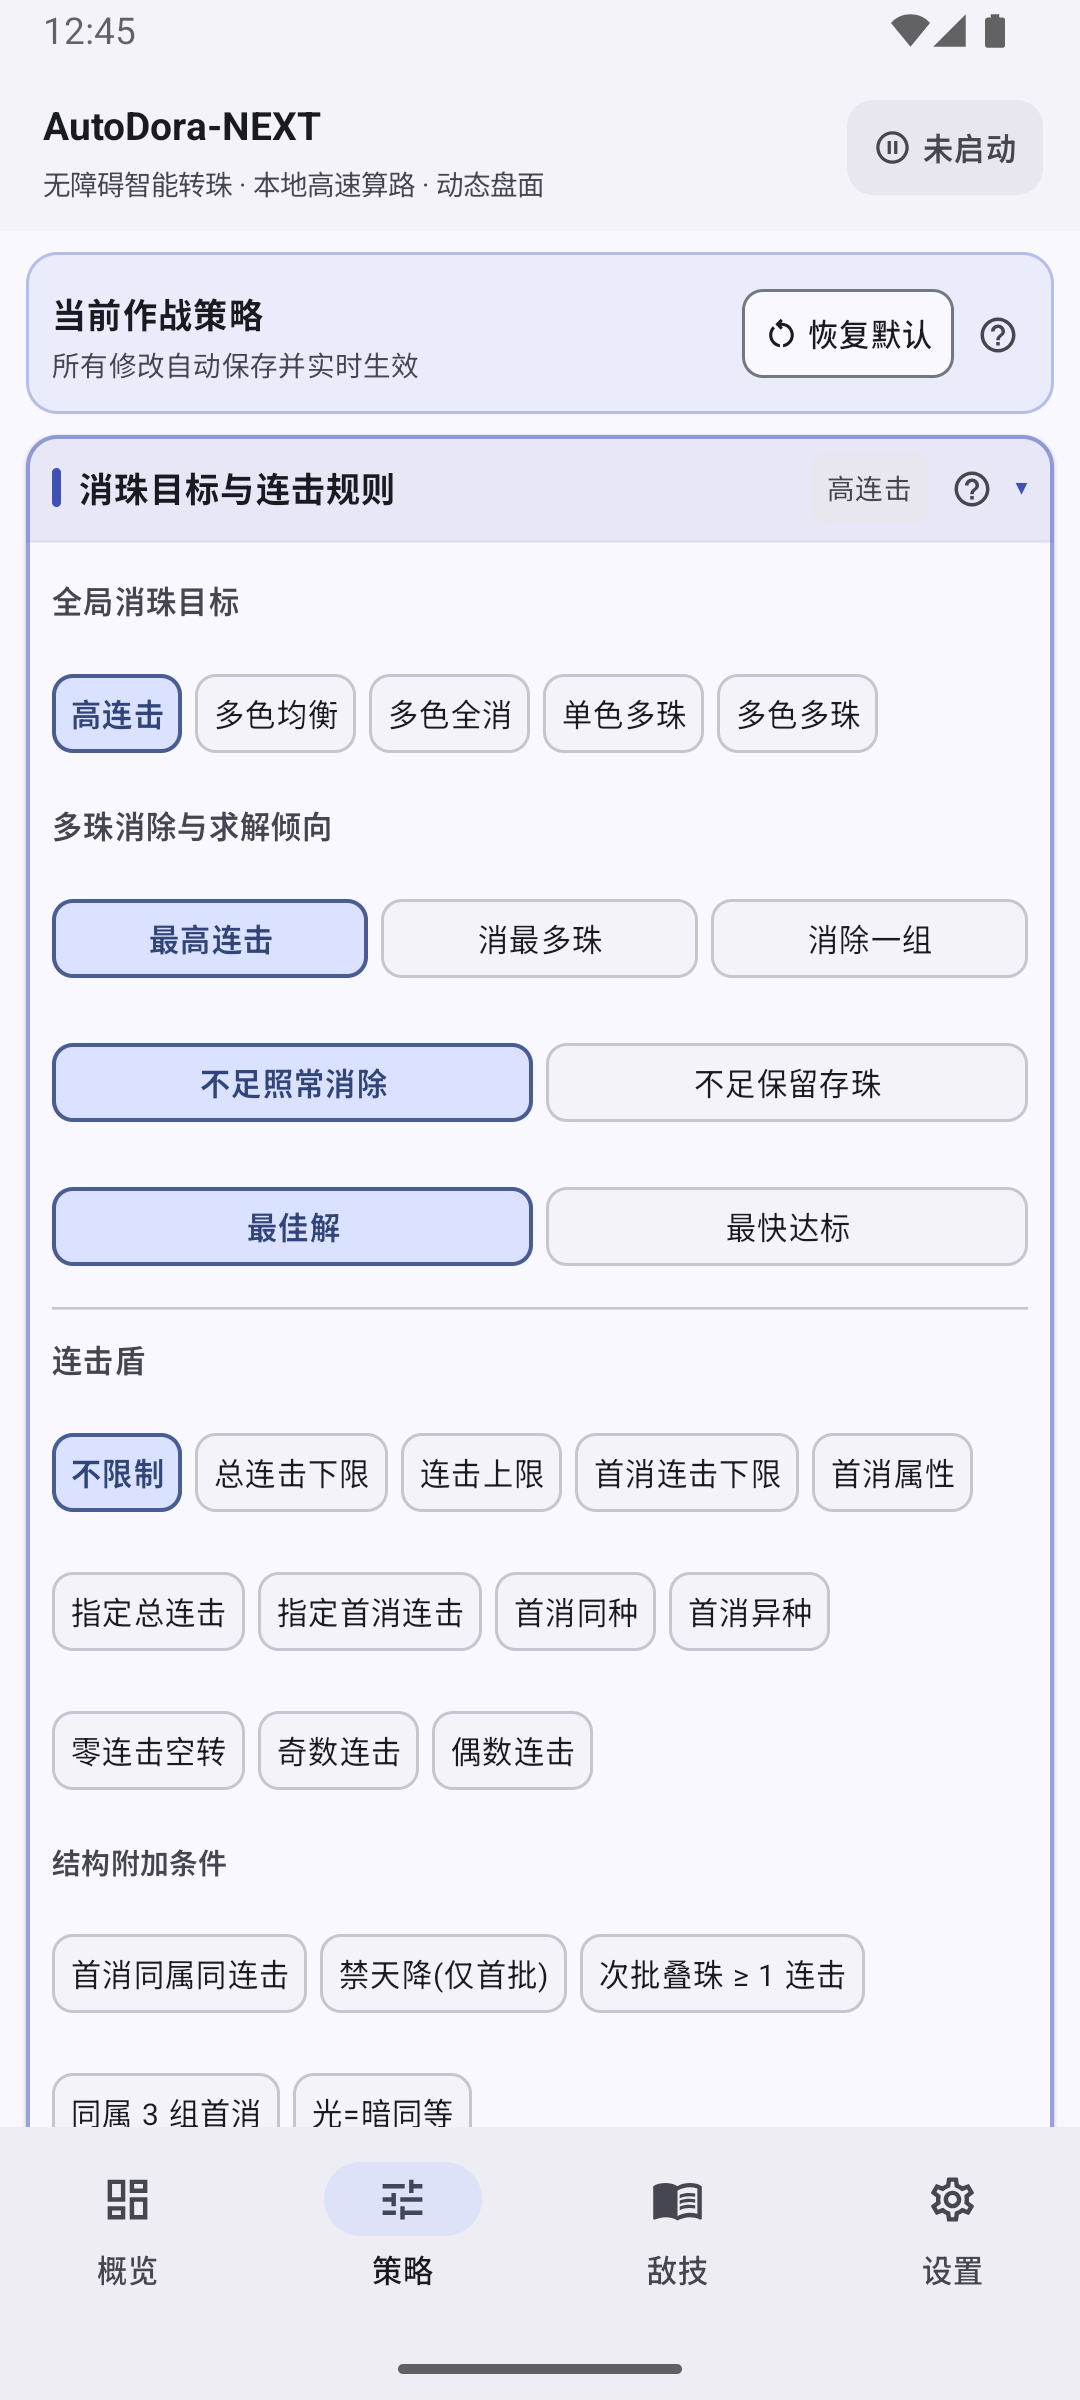 12:45
AutoDora-NEXT
未启动
无障碍智能转珠 · 本地高速算路 · 动态盘面
当前作战策略
恢复默认
所有修改自动保存并实时生效
消珠目标与连击规则
高连击
全局消珠目标
高连击 多色均衡 多色全消 单色多珠 多色多珠
多珠消除与求解倾向
最高连击 消最多珠 消除一组
不足照常消除 不足保留存珠
最佳解 最快达标
连击盾
不限制 总连击下限 连击上限 首消连击下限 首消属性
指定总连击 指定首消连击 首消同种 首消异种
零连击空转 奇数连击 偶数连击
结构附加条件
首消同属同连击 禁天降(仅首批) 次批叠珠 ≥ 1 连击
同属 3 组首消 光=暗同等
概览 策略 敌技 设置